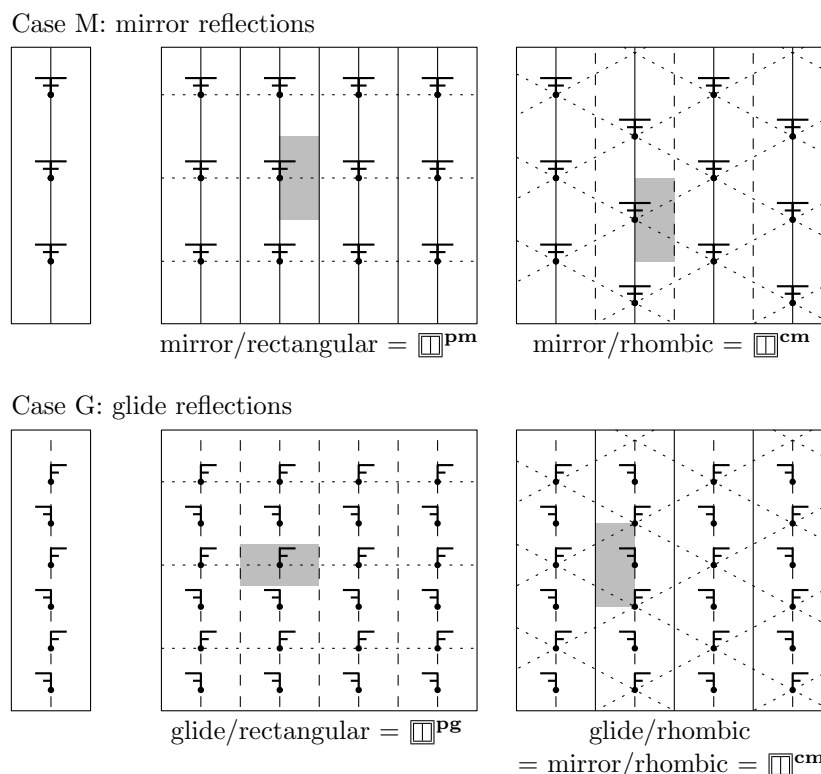 Case M: mirror reflections
mirror/rectangular = ◫pm
mirror/rhombic = ◫cm
Case G: glide reflections
glide/rectangular = ◫pg
glide/rhombic
= mirror/rhombic = ◫cm